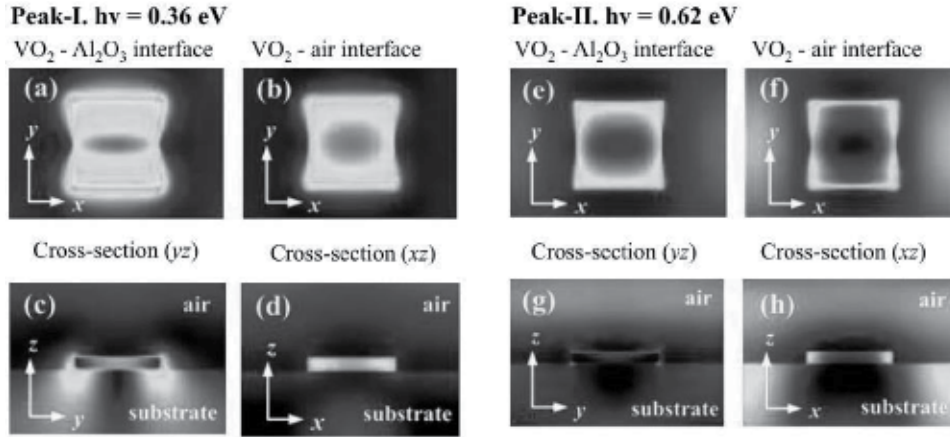 Peak-I. hν = 0.36 eV
VO₂ - Al₂O₃ interface
VO₂ - air interface
(a)
y
x
(b)
y
x
Cross-section (yz)
Cross-section (xz)
(c)
air
z
y
substrate
(d)
air
z
x
substrate
Peak-II. hν = 0.62 eV
VO₂ - Al₂O₃ interface
VO₂ - air interface
(e)
y
x
(f)
y
x
Cross-section (yz)
Cross-section (xz)
(g)
air
z
y
substrate
(h)
air
z
x
substrate